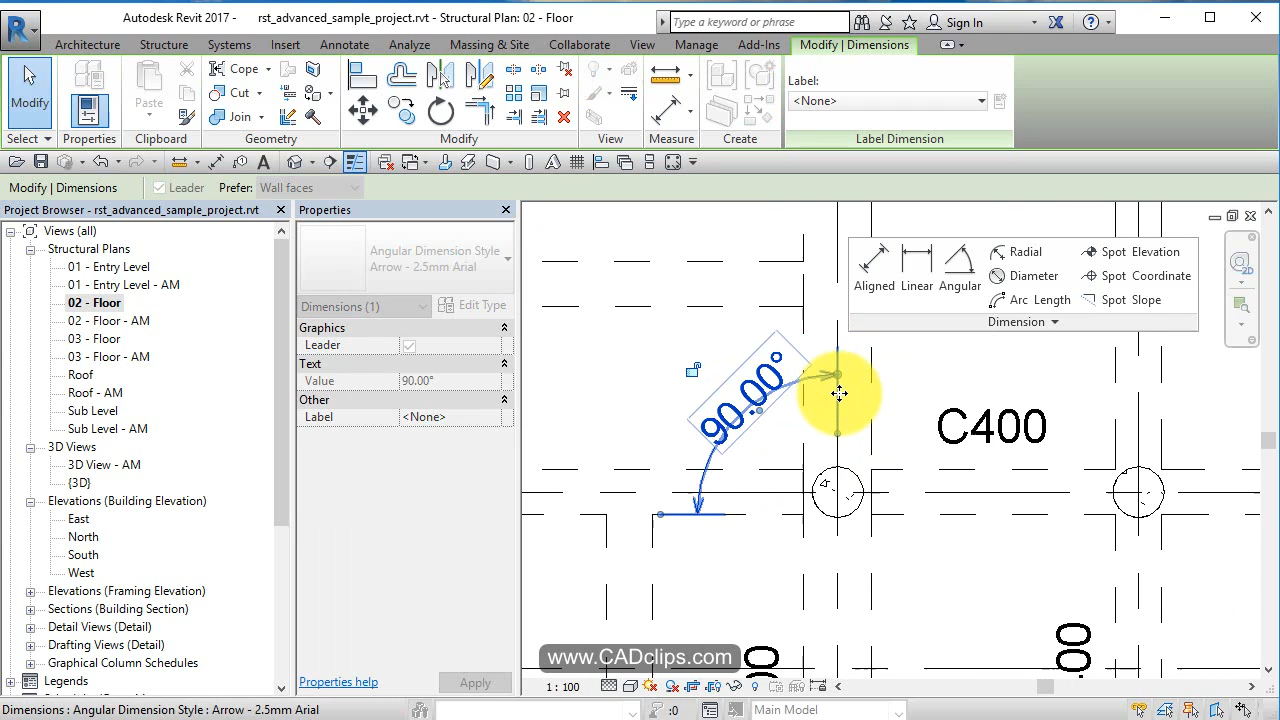 Autodesk Revit 2017 - rst_advanced_sample_project.rvt - Structural Plan: 02 - Floor
Type a keyword or phrase
Sign In
Architecture Structure Systems Insert Annotate Analyze Massing & Site Collaborate View Manage Add-Ins Modify | Dimensions
Modify
Paste
Cope
Cut
Join
Label:
<None>
Select Properties Clipboard Geometry Modify View Measure Create Label Dimension
Modify | Dimensions Leader Prefer: Wall faces
Project Browser - rst_advanced_sample_project.rvt
Views (all)
Structural Plans
01 - Entry Level
01 - Entry Level - AM
02 - Floor
02 - Floor - AM
03 - Floor
03 - Floor - AM
Roof
Roof - AM
Sub Level
Sub Level - AM
3D Views
3D View - AM
{3D}
Elevations (Building Elevation)
East
North
South
West
Elevations (Framing Elevation)
Sections (Building Section)
Detail Views (Detail)
Drafting Views (Detail)
Graphical Column Schedules
Legends
Properties
Angular Dimension Style
Arrow - 2.5mm Arial
Dimensions (1) Edit Type
Graphics
Leader
Text
Value 90.00°
Other
Label <None>
Properties help Apply
Aligned Linear Angular
Radial
Diameter
Arc Length
Spot Elevation
Spot Coordinate
Spot Slope
Dimension
2D
90.00°
C400
www.CADclips.com
1 : 100
Dimensions : Angular Dimension Style : Arrow - 2.5mm Arial
:0
Main Model